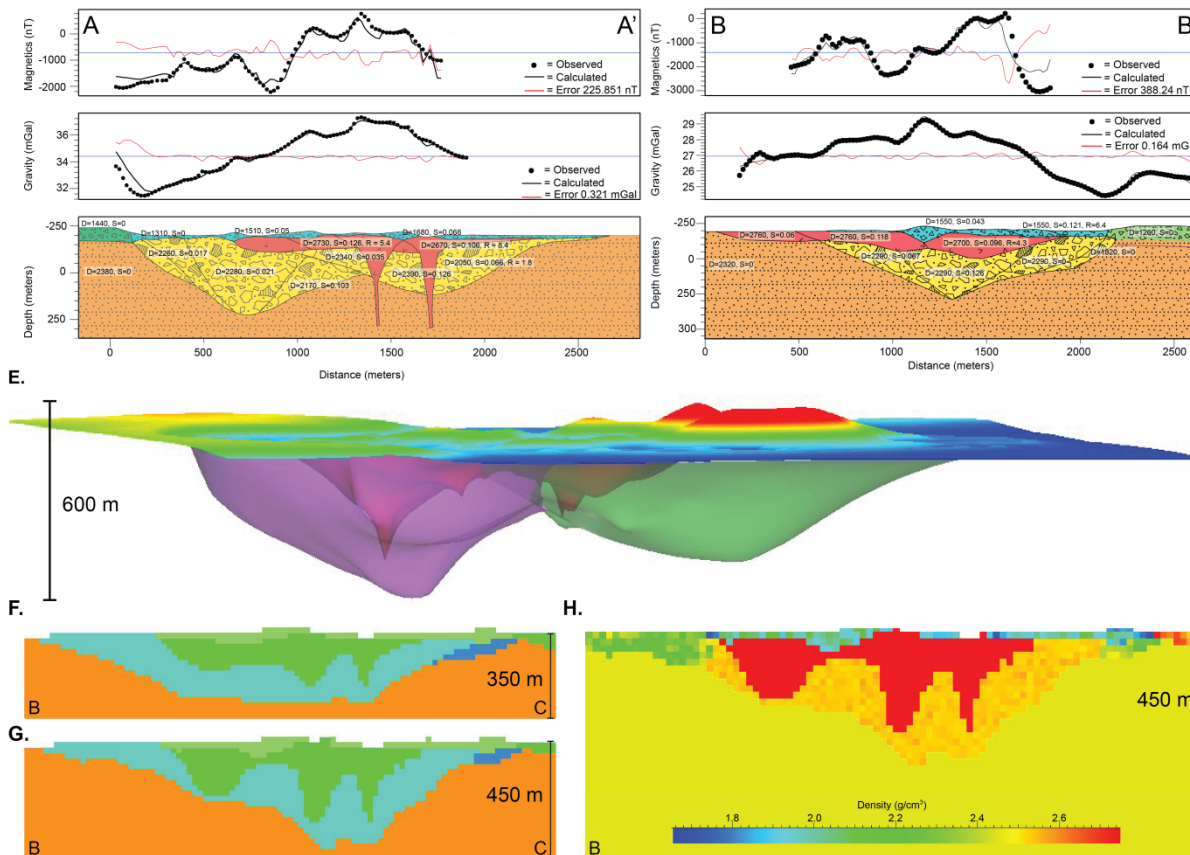 A
A'
Magnetics (nT)
0
-1000
-2000
= Observed
= Calculated
= Error 225.851 nT
Gravity (mGal)
36
34
32
= Observed
= Calculated
= Error 0.321 mGal
Depth (meters)
-250
0
250
D=1440, S=0
D=1310, S=0
D=1510, S=0.05
D=1680, S=0.066
D=2730, S=0.126, R = 5.4
D=2670, S=0.106, R = 8.4
D=2260, S=0.017
D=2340, S=0.035
D=2050, S=0.066, R = 1.8
D=2380, S=0
D=2280, S=0.021
D=2390, S=0.126
D=2170, S=0.103
0
500
1000
1500
2000
2500
Distance (meters)
B
B
Magnetics (nT)
0
-1000
-2000
-3000
= Observed
= Calculated
= Error 388.24 nT
Gravity (mGal)
29
28
27
26
25
= Observed
= Calculated
= Error 0.164 mGa
Depth (meters)
-250
0
250
300
D=1550, S=0.043
D=1550, S=0.121, R=6.4
D=2760, S=0.06
D=2760, S=0.118
D=2700, S=0.096, R=4.3
D=1260, S=0
D=2320, S=0
D=2290, S=0.067
D=2290, S=0
D=1820, S=0
D=2290, S=0.126
0
500
1000
1500
2000
2500
Distance (meters)
E.
600 m
F.
350 m
B
C
G.
450 m
B
C
H.
450 m
Density (g/cm³)
1.8
2.0
2.2
2.4
2.6
B